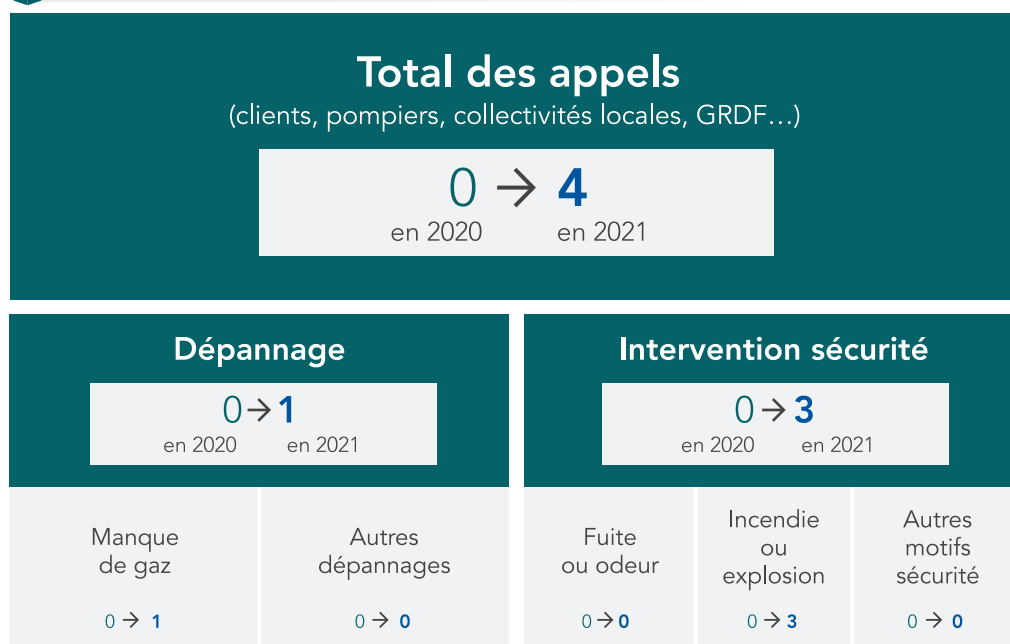 Total des appels
(clients, pompiers, collectivités locales, GRDF...)
0 → 4
en 2020 en 2021
Dépannage
0 → 1
en 2020 en 2021
Manque
de gaz
0 → 1
Autres
dépannages
0 → 0
Intervention sécurité
0 → 3
en 2020 en 2021
Fuite
ou odeur
0 → 0
Incendie
ou
explosion
0 → 3
Autres
motifs
sécurité
0 → 0